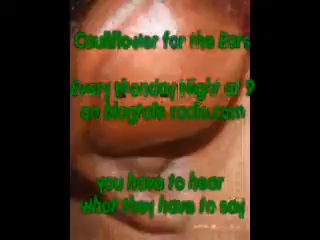 Cauliflower for the Ears
Every Monday Night at 9
on blogtalk radio.com
you have to hear
what they have to say